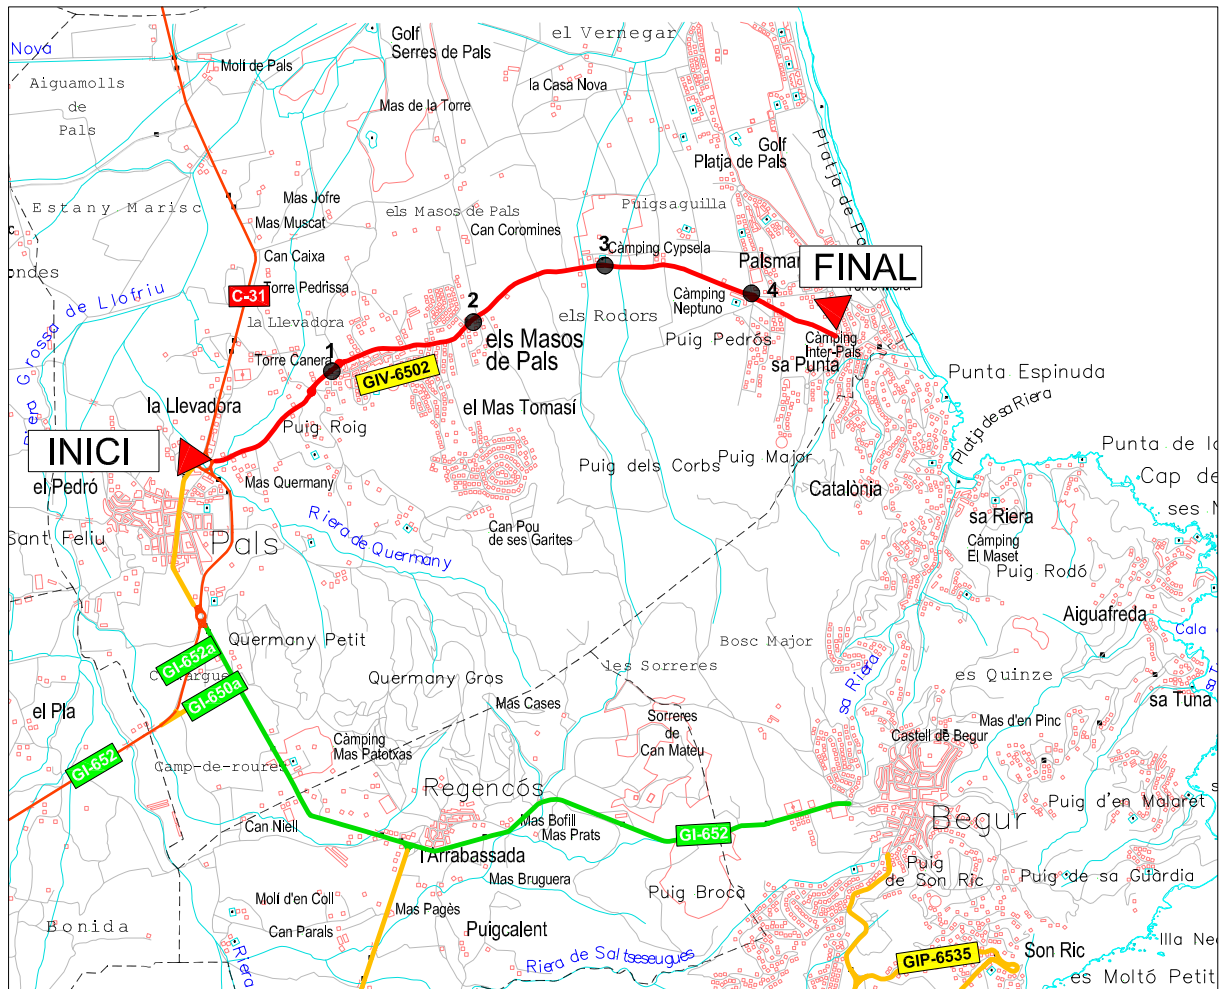 Noya
Golf
Serres de Pals
el Vernegar
Molí de Pals
Aiguamolls
de
Pals
la Casa Nova
Mas de la Torre
Golf
Platja de Pals
Platja de Pa
Estany Marisc
Mas Jofre
Mas Muscat
els Masos de Pals
Can Coromines
Puigsaguilla
Can Caixa
3
Càmping Cypsela
Palsmar
FINAL
ondes
Riera Grossa de Llofriu
C-31
Torre Pedrissa
2
Càmping
Neptuno
4
la Llevadora
els Rodors
1
Torre Canera
els Masos
de Pals
Puig Pedrós
Càmping
Inter-Pals
sa Punta
GIV-6502
Punta Espinuda
la Llevadora
el Mas Tomasí
Platja de sa Riera
Puig Roig
INICI
Punta de la
el Pedró
Mas Quermany
Puig dels Corbs
Puig Major
Cap de
ses N
Catalònia
Riera de Quermany
Can Pou
de ses Garites
sa Riera
Sant Feliu
Pals
Càmping
El Maset
Puig Rodó
Aiguafreda
Cala
Quermany Petit
Bosc Major
GI-652a
les Sorreres
sa Riera
Quermany Gros
es Quinze
GI-650a
el Pla
Mas Cases
sa Tuna
Sorreres
de
Can Mateu
Mas d'en Pinc
Castell de Begur
Càmping
Mas Patotxas
GI-652
Camp-de-roures
Regencós
Puig d'en Malaret
Can Niell
Mas Bofill
Mas Prats
GI-652
Begur
l'Arrabassada
Puig
de Son Ric
Mas Bruguera
Puig de sa Guàrdia
Puig Brocà
Molí d'en Coll
Mas Pagès
Bonida
Can Parals
Puigcalent
Illa Ne
Riera
Riera de Saltseseugues
GIP-6535
Son Ric
es Moltó Petit